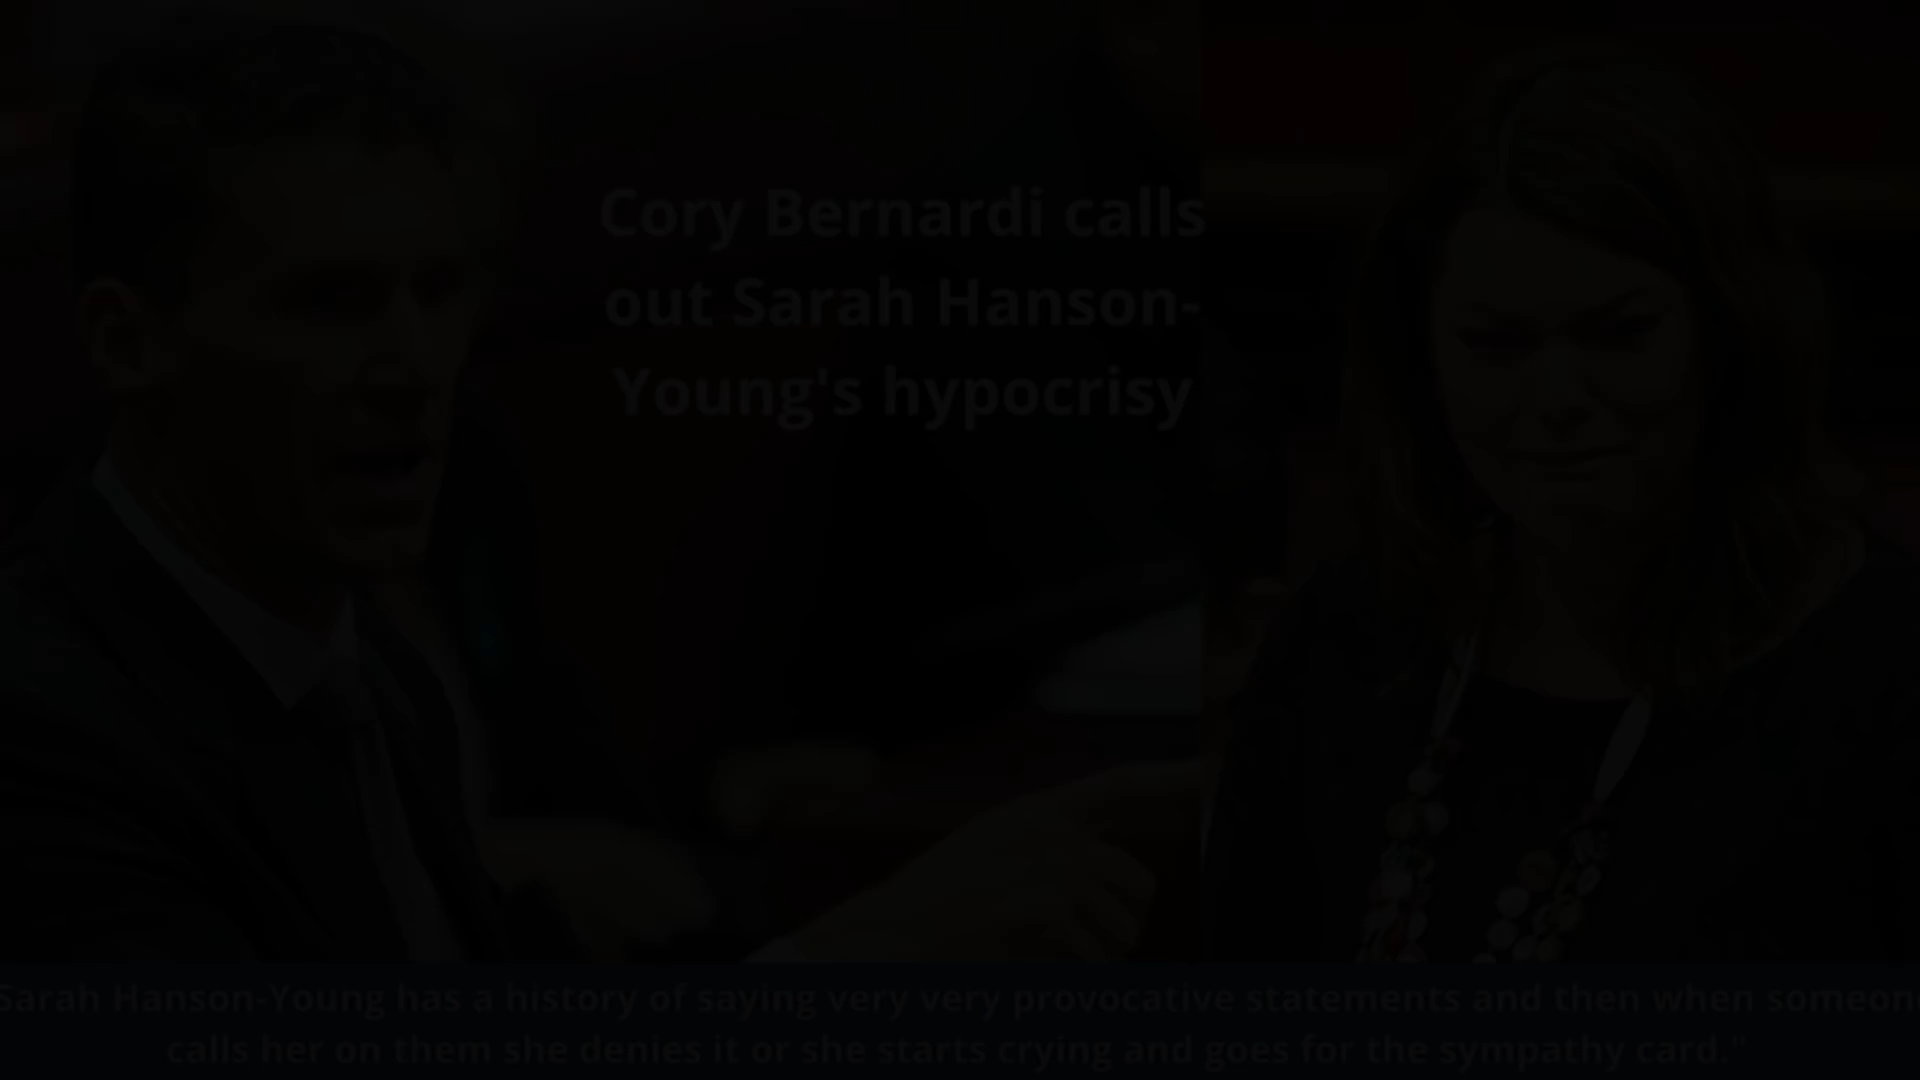 Cory Bernardi calls
out Sarah Hanson-
Young's hypocrisy
Sarah Hanson-Young has a history of saying very very provocative statements and then when someon
calls her on them she denies it or she starts crying and goes for the sympathy card."